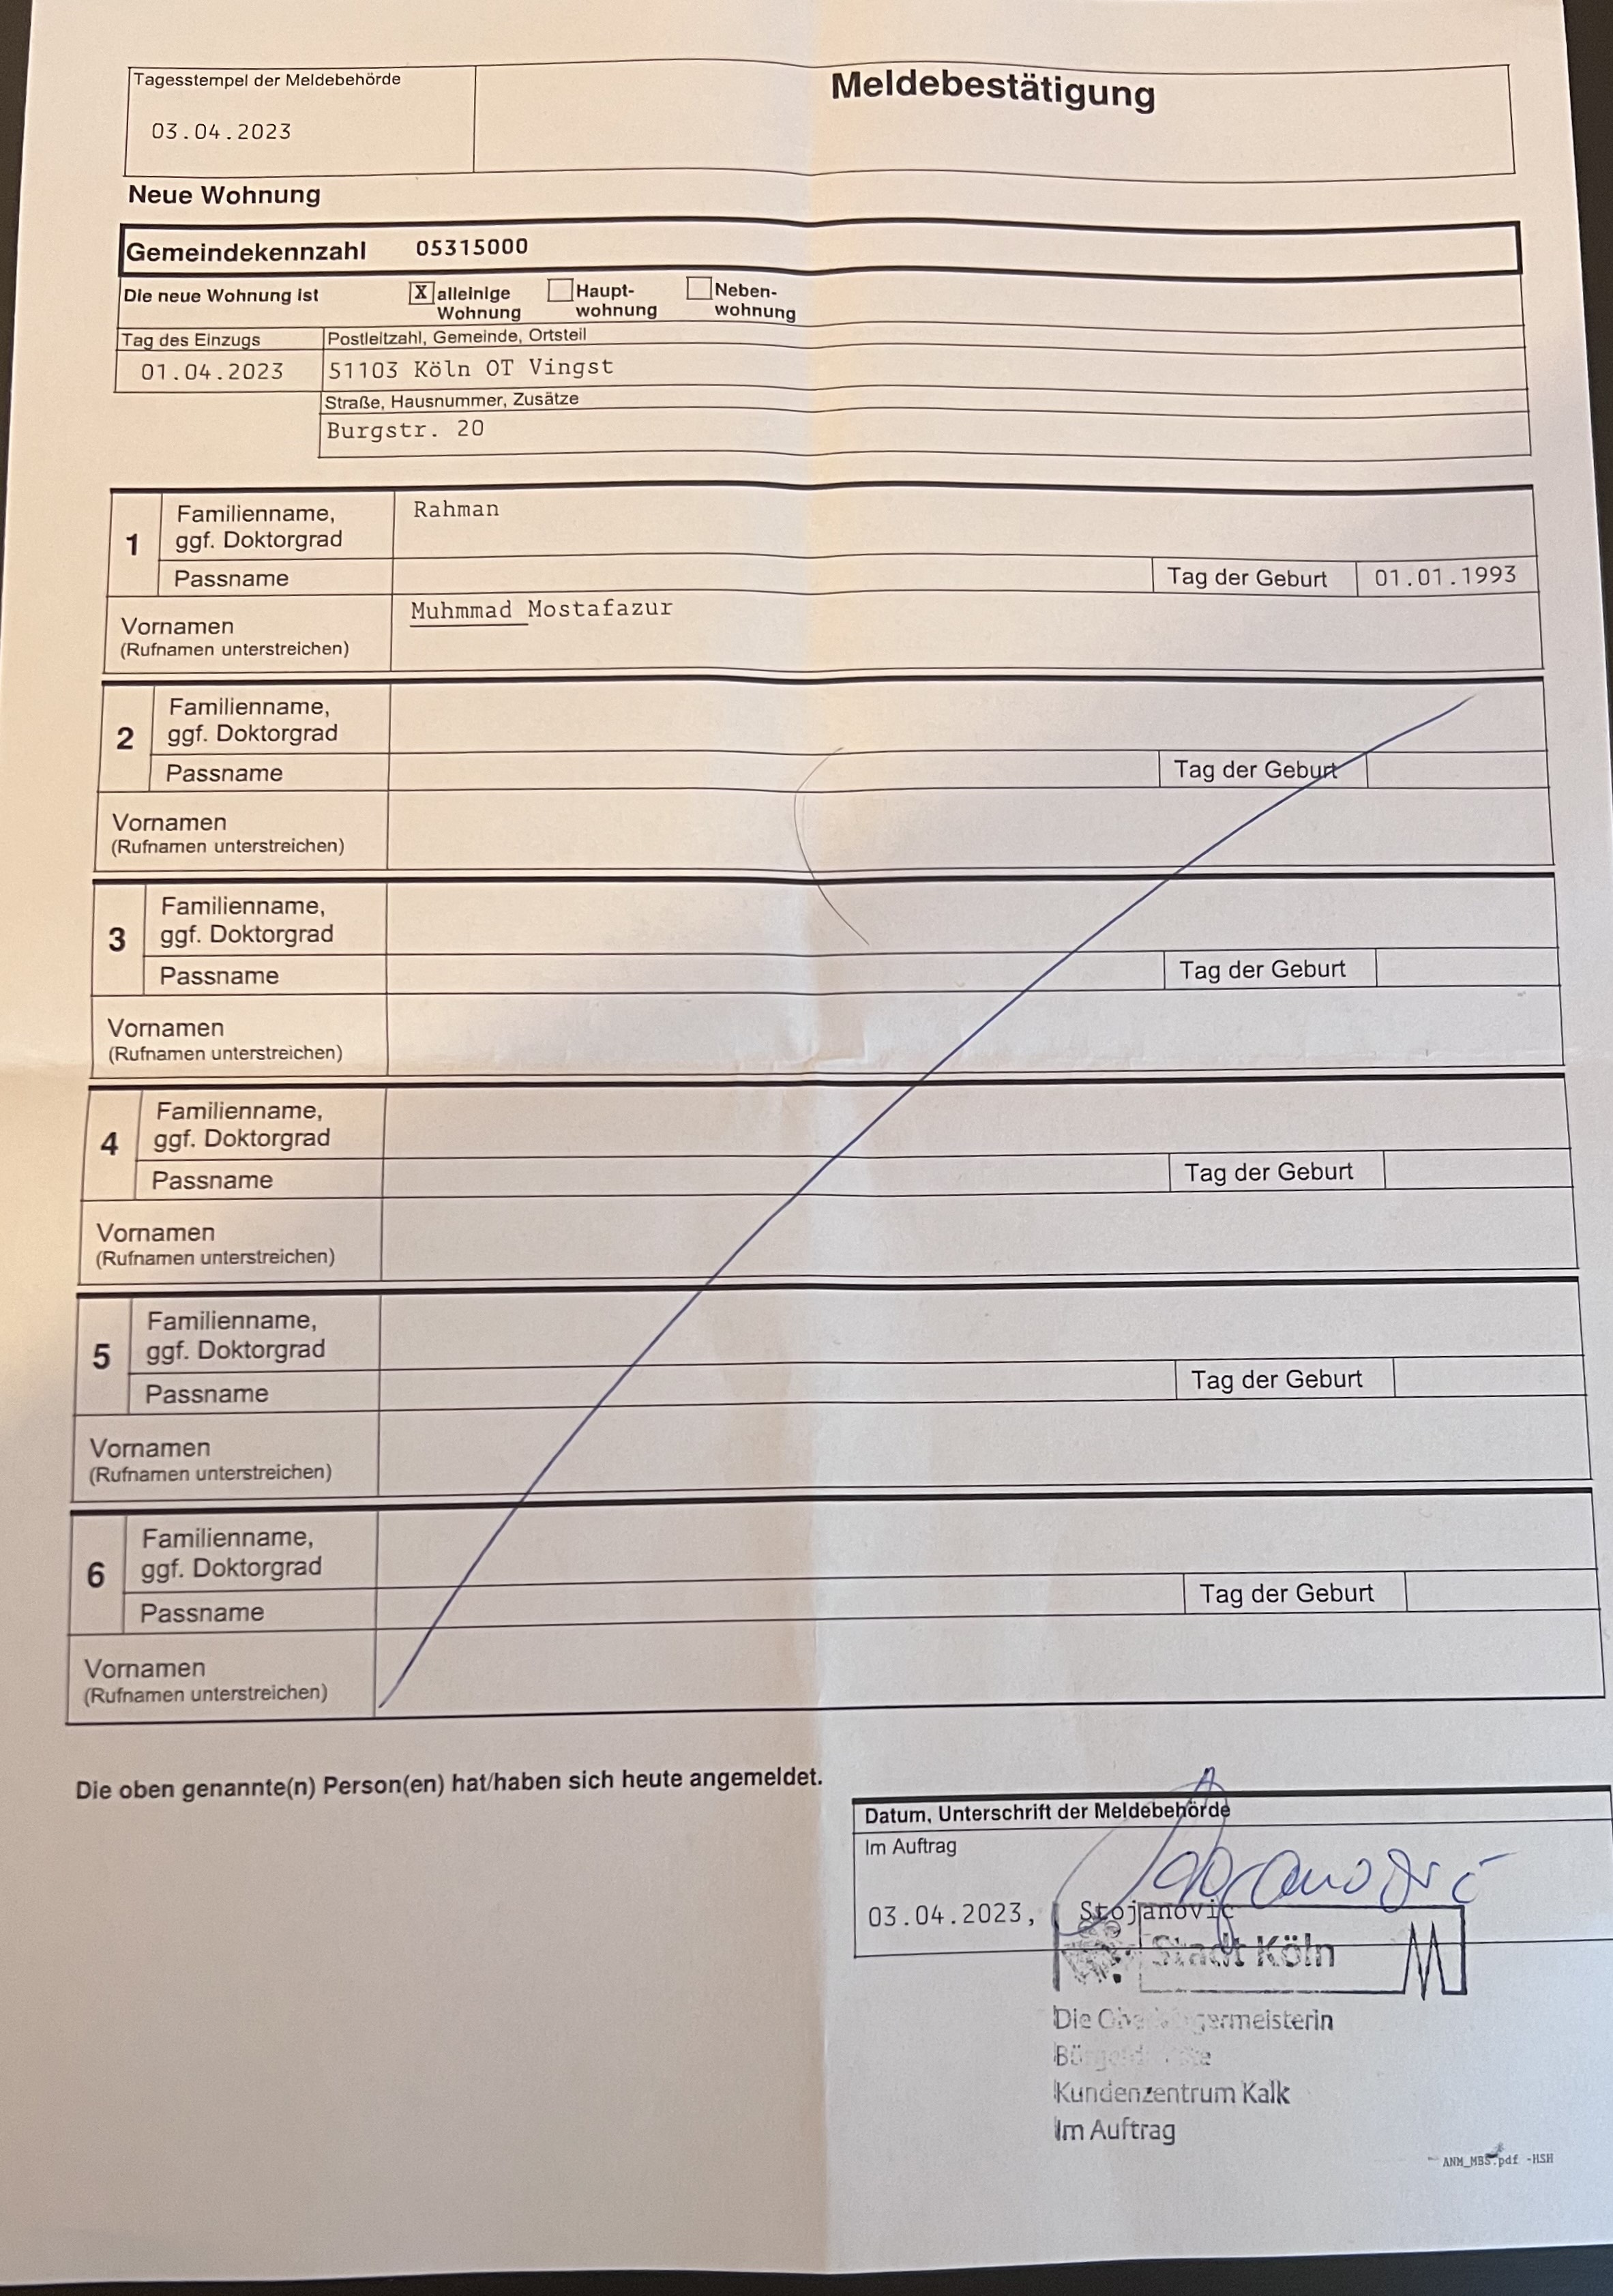 Tagesstempel der Meldebehörde
03.04.2023
Meldebestätigung
Neue Wohnung
Gemeindekennzahl 05315000
Die neue Wohnung ist X alleinige Wohnung Haupt-wohnung Neben-wohnung
Tag des Einzugs Postleitzahl, Gemeinde, Ortsteil
01.04.2023 51103 Köln OT Vingst
Straße, Hausnummer, Zusätze
Burgstr. 20
1 Familienname, Rahman
ggf. Doktorgrad
Passname Tag der Geburt 01.01.1993
Vornamen Muhmmad Mostafazur
(Rufnamen unterstreichen)
2 Familienname,
ggf. Doktorgrad
Passname Tag der Geburt
Vornamen
(Rufnamen unterstreichen)
3 Familienname,
ggf. Doktorgrad
Passname Tag der Geburt
Vornamen
(Rufnamen unterstreichen)
4 Familienname,
ggf. Doktorgrad
Passname Tag der Geburt
Vornamen
(Rufnamen unterstreichen)
5 Familienname,
ggf. Doktorgrad
Passname Tag der Geburt
Vornamen
(Rufnamen unterstreichen)
6 Familienname,
ggf. Doktorgrad
Passname Tag der Geburt
Vornamen
(Rufnamen unterstreichen)
Die oben genannte(n) Person(en) hat/haben sich heute angemeldet.
Datum, Unterschrift der Meldebehörde
Im Auftrag
03.04.2023, Stojanovic
Stadt Köln
Die
Kundenzentrum Kalk
Im Auftrag
ANM_MBS.pdf -HSH